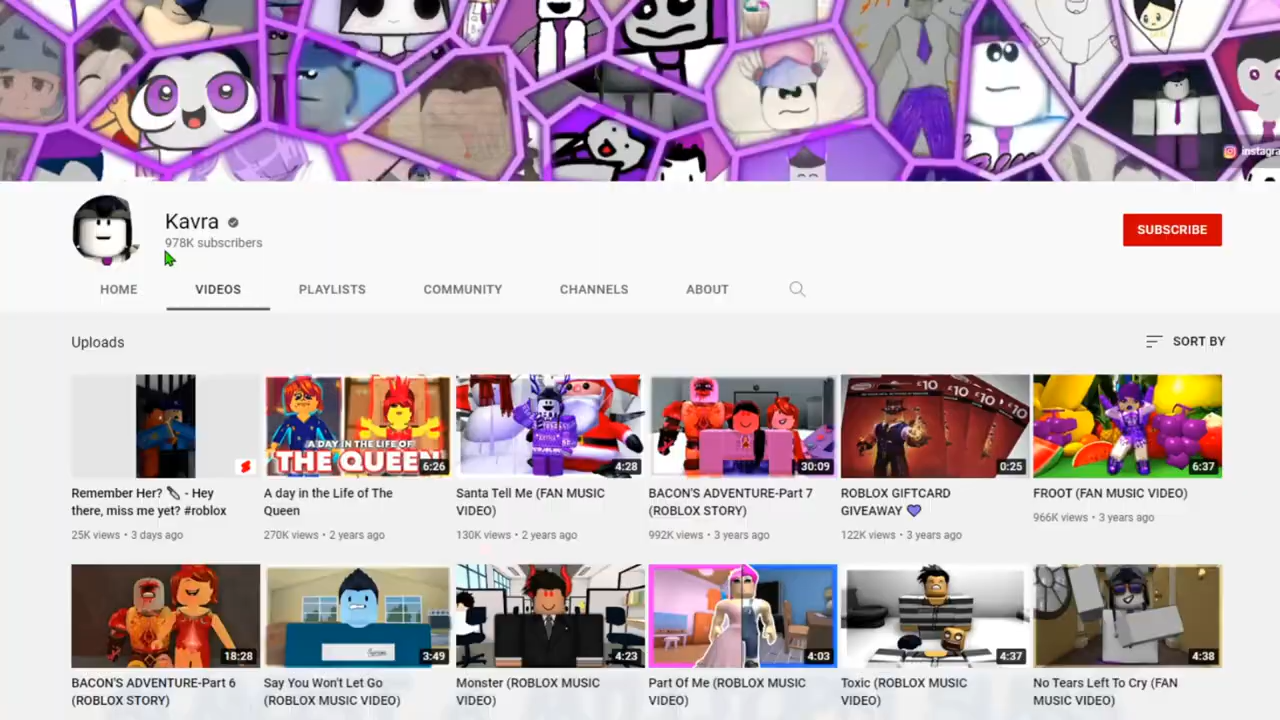 instagra
Kavra
978K subscribers
SUBSCRIBE
HOME
VIDEOS
PLAYLISTS
COMMUNITY
CHANNELS
ABOUT
Uploads
SORT BY
A DAY IN THE LIFE OF
THE QUEEN
6:26
4:28
30:09
£10
10
10
10
0:25
6:37
Remember Her? 🔪 - Hey
there, miss me yet? #roblox
25K views • 3 days ago
A day in the Life of The
Queen
270K views • 2 years ago
Santa Tell Me (FAN MUSIC
VIDEO)
130K views • 2 years ago
BACON'S ADVENTURE-Part 7
(ROBLOX STORY)
992K views • 3 years ago
ROBLOX GIFTCARD
GIVEAWAY 💜
122K views • 3 years ago
FROOT (FAN MUSIC VIDEO)
966K views • 3 years ago
18:28
3:49
4:23
4:03
4:37
4:38
BACON'S ADVENTURE-Part 6
(ROBLOX STORY)
Say You Won't Let Go
(ROBLOX MUSIC VIDEO)
Monster (ROBLOX MUSIC
VIDEO)
Part Of Me (ROBLOX MUSIC
VIDEO)
Toxic (ROBLOX MUSIC
VIDEO)
No Tears Left To Cry (FAN
MUSIC VIDEO)